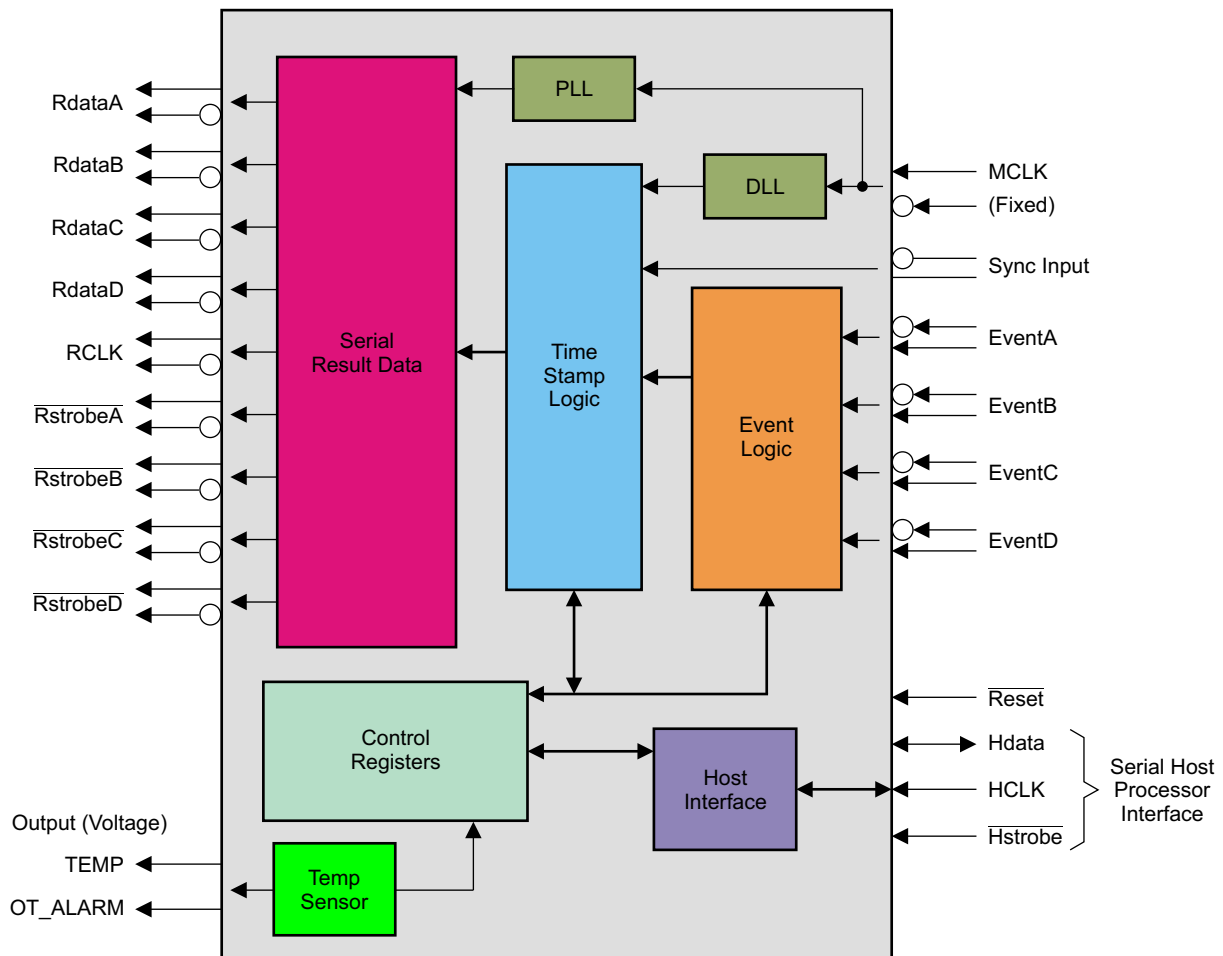 RdataA
RdataB
RdataC
RdataD
RCLK
RstrobeA
RstrobeB
RstrobeC
RstrobeD
Output (Voltage)
TEMP
OT_ALARM
Serial
Result Data
PLL
DLL
Time
Stamp
Logic
Event
Logic
Control
Registers
Host
Interface
Temp
Sensor
MCLK
(Fixed)
Sync Input
EventA
EventB
EventC
EventD
Reset
Hdata
HCLK
Hstrobe
Serial Host
Processor
Interface